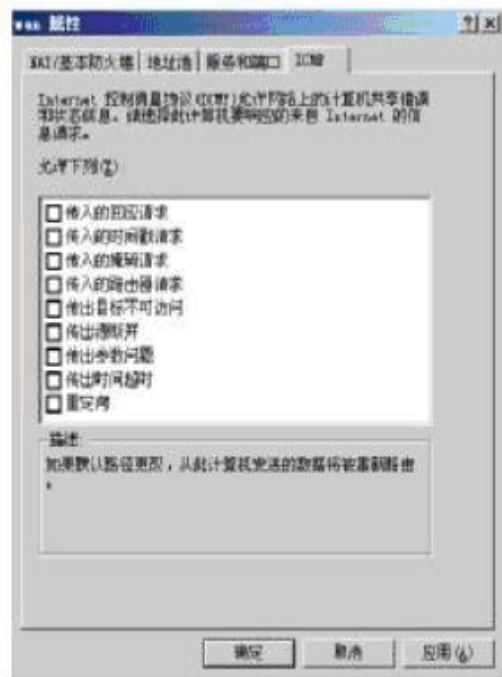 wan 属性
NAT/基本防火墙 地址池 服务和端口 ICMP
Internet 控制消息协议(ICMP)允许网络上的计算机共享错误
和状态信息。请选择此计算机要响应的来自 Internet 的信
息请求。
允许下列(T)
传入的回应请求
传入的时间戳请求
传入的掩码请求
传入的路由器请求
传出目标不可访问
传出源断开
传出参数问题
传出时间超时
重定向
描述
如果默认路径更改，从此计算机发送的数据将被重新路由
。
确定 取消 应用(A)